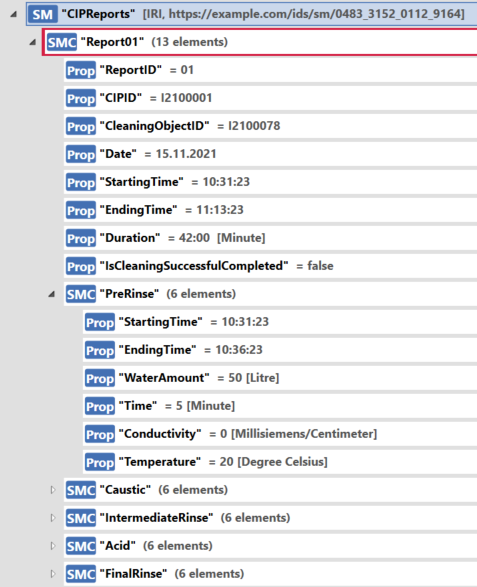 SM "CIPReports" [IRI, https://example.com/ids/sm/0483_3152_0112_9164]
SMC "Report01" (13 elements)
Prop "ReportID" = 01
Prop "CIPID" = I2100001
Prop "CleaningObjectID" = I2100078
Prop "Date" = 15.11.2021
Prop "StartingTime" = 10:31:23
Prop "EndingTime" = 11:13:23
Prop "Duration" = 42:00 [Minute]
Prop "IsCleaningSuccessfulCompleted" = false
SMC "PreRinse" (6 elements)
Prop "StartingTime" = 10:31:23
Prop "EndingTime" = 10:36:23
Prop "WaterAmount" = 50 [Litre]
Prop "Time" = 5 [Minute]
Prop "Conductivity" = 0 [Millisiemens/Centimeter]
Prop "Temperature" = 20 [Degree Celsius]
SMC "Caustic" (6 elements)
SMC "IntermediateRinse" (6 elements)
SMC "Acid" (6 elements)
SMC "FinalRinse" (6 elements)